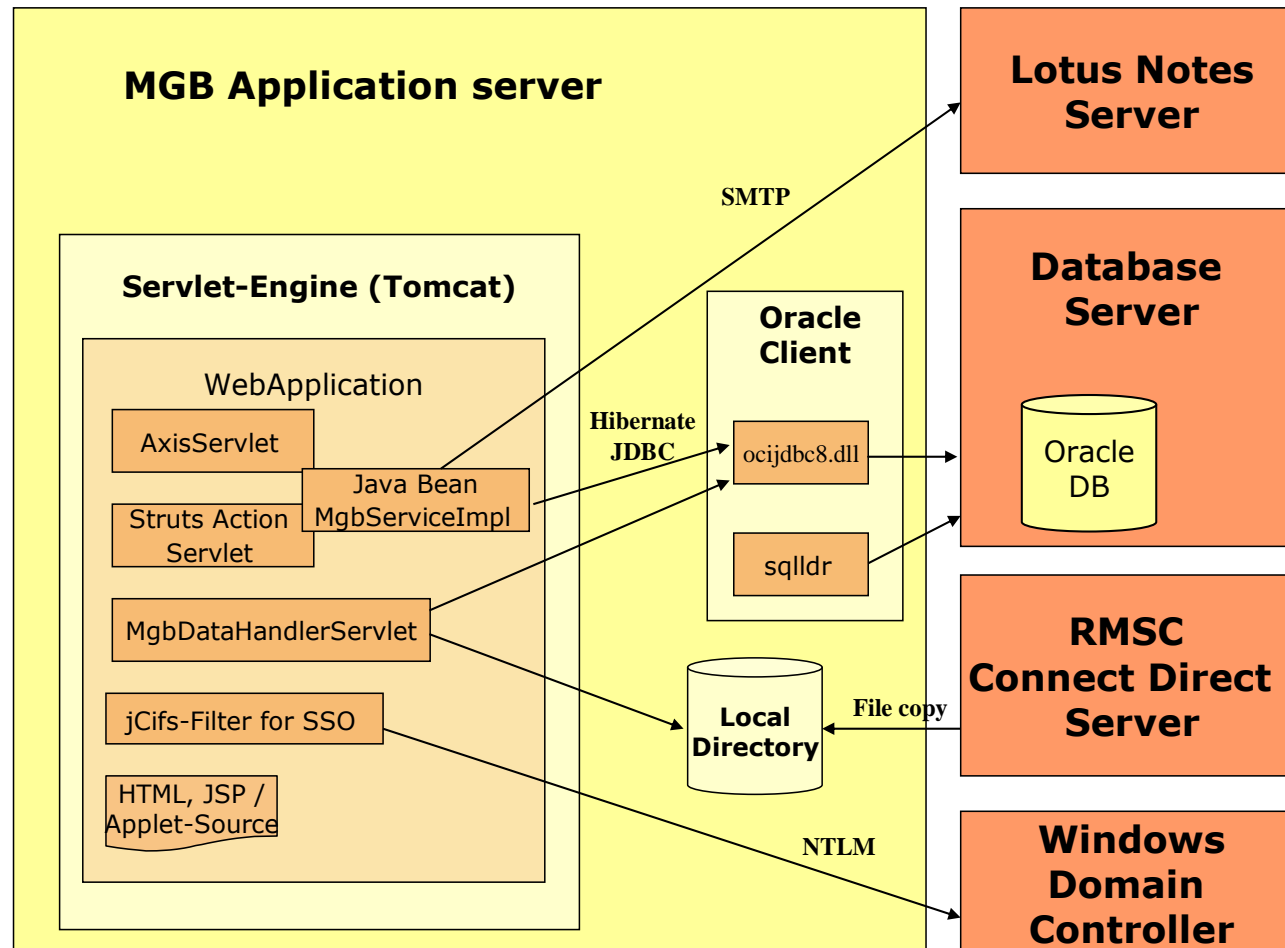 MGB Application server
Lotus Notes
Server
SMTP
Database
Server
Servlet-Engine (Tomcat)
Oracle
Client
WebApplication
AxisServlet
Hibernate
JDBC
ocijdbc8.dll
Oracle
DB
Java Bean
MgbServiceImpl
Struts Action
Servlet
sqlldr
MgbDataHandlerServlet
RMSC
Connect Direct
Server
jCifs-Filter for SSO
Local
Directory
File copy
HTML, JSP /
Applet-Source
NTLM
Windows
Domain
Controller